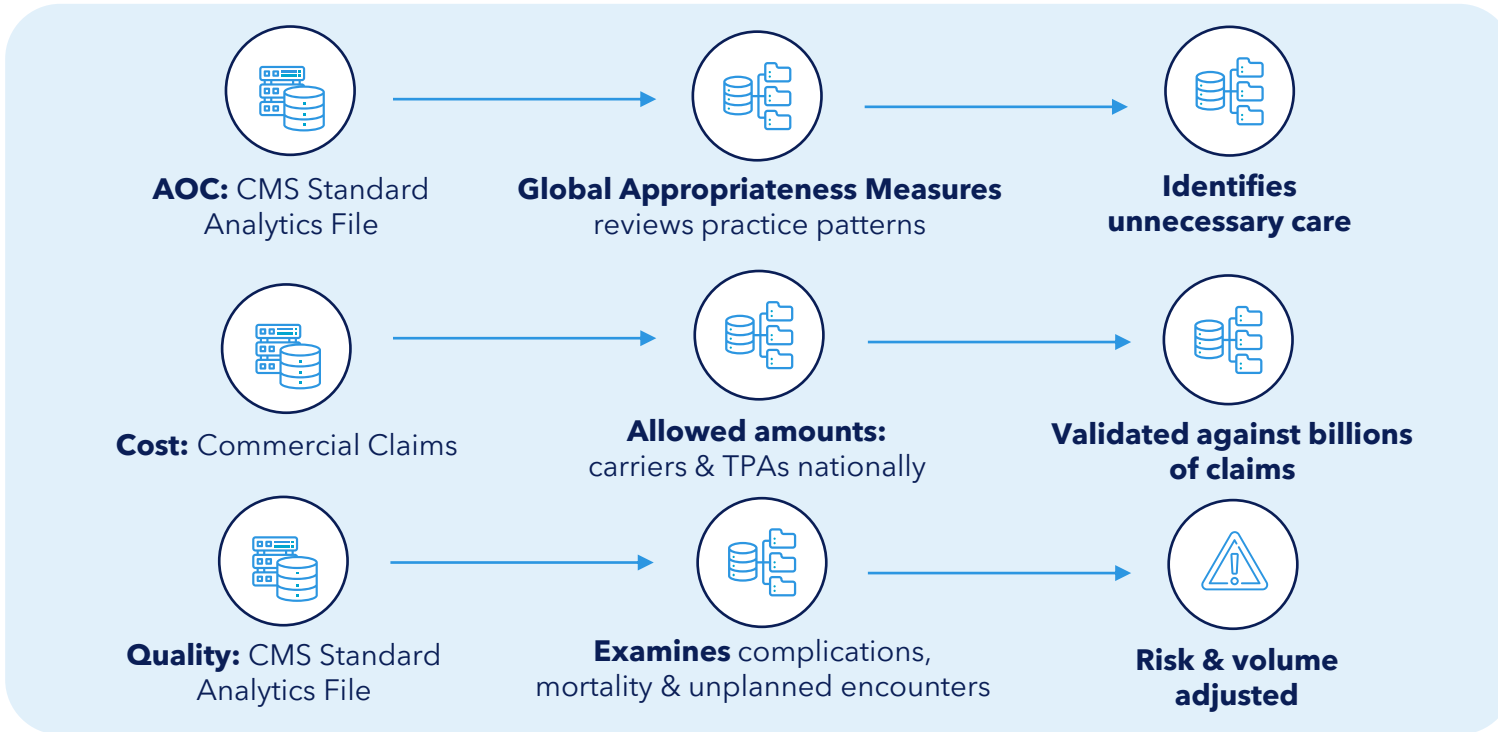 AOC: CMS Standard
Analytics File
Global Appropriateness Measures
reviews practice patterns
Identifies
unnecessary care
Cost: Commercial Claims
Allowed amounts:
carriers & TPAs nationally
Validated against billions
of claims
Quality: CMS Standard
Analytics File
Examines complications,
mortality & unplanned encounters
Risk & volume
adjusted